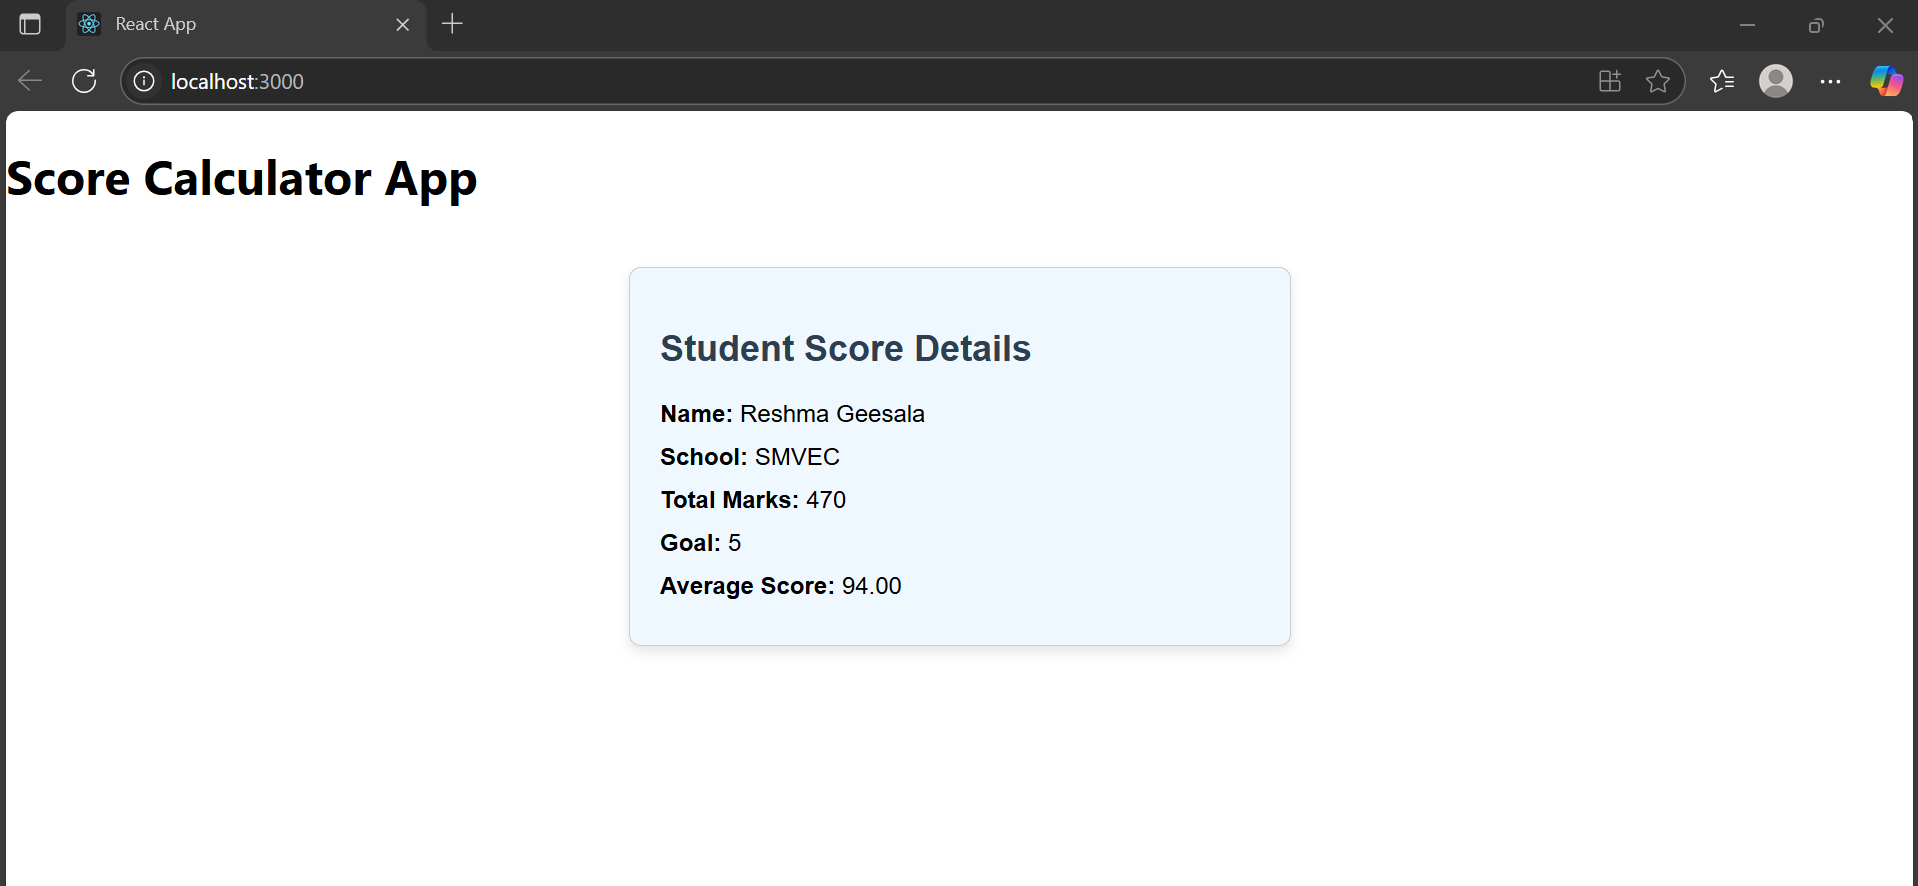 React App
localhost:3000
Score Calculator App
Student Score Details
Name: Reshma Geesala
School: SMVEC
Total Marks: 470
Goal: 5
Average Score: 94.00